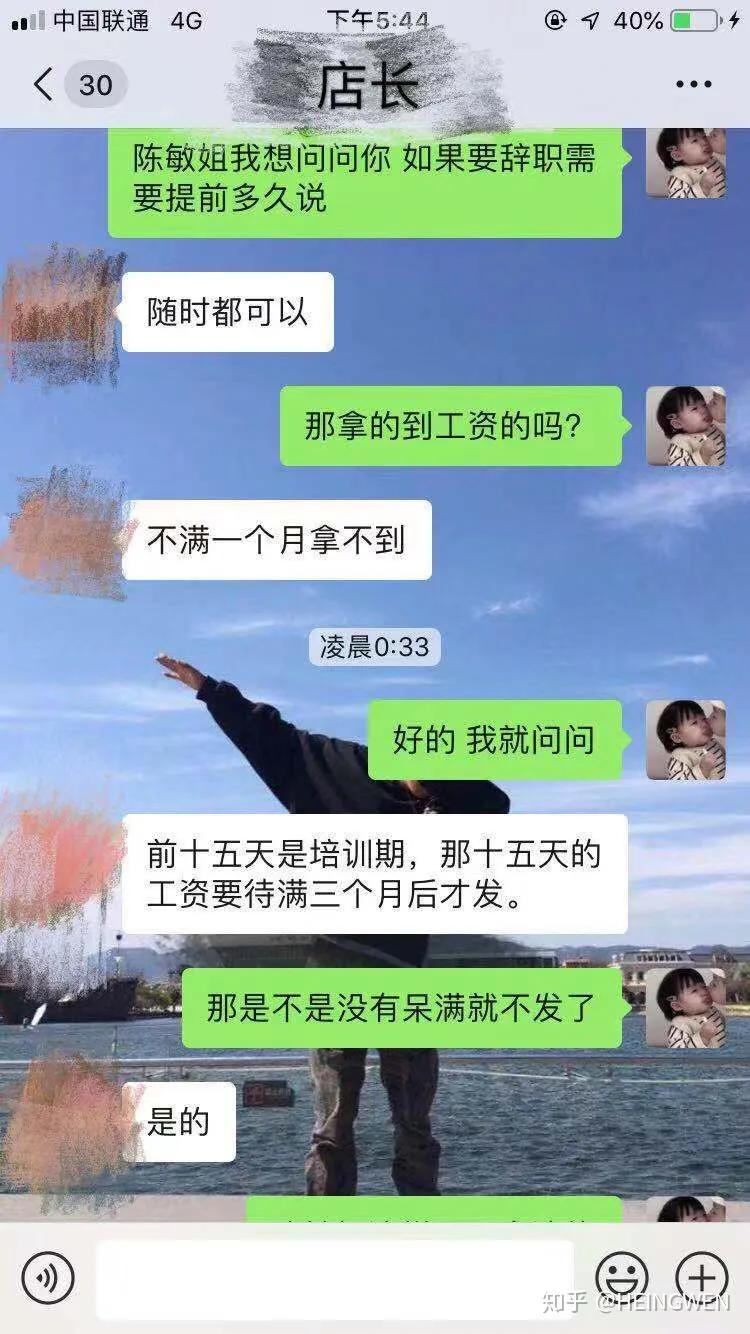 中国联通 4G 下午5:44 40%
30 店长
陈敏姐我想问问你 如果要辞职需
要提前多久说
随时都可以
那拿的到工资的吗?
不满一个月拿不到
凌晨0:33
好的 我就问问
前十五天是培训期，那十五天的
工资要待满三个月后才发。
那是不是没有呆满就不发了
是的
知乎 @HEINGWEN